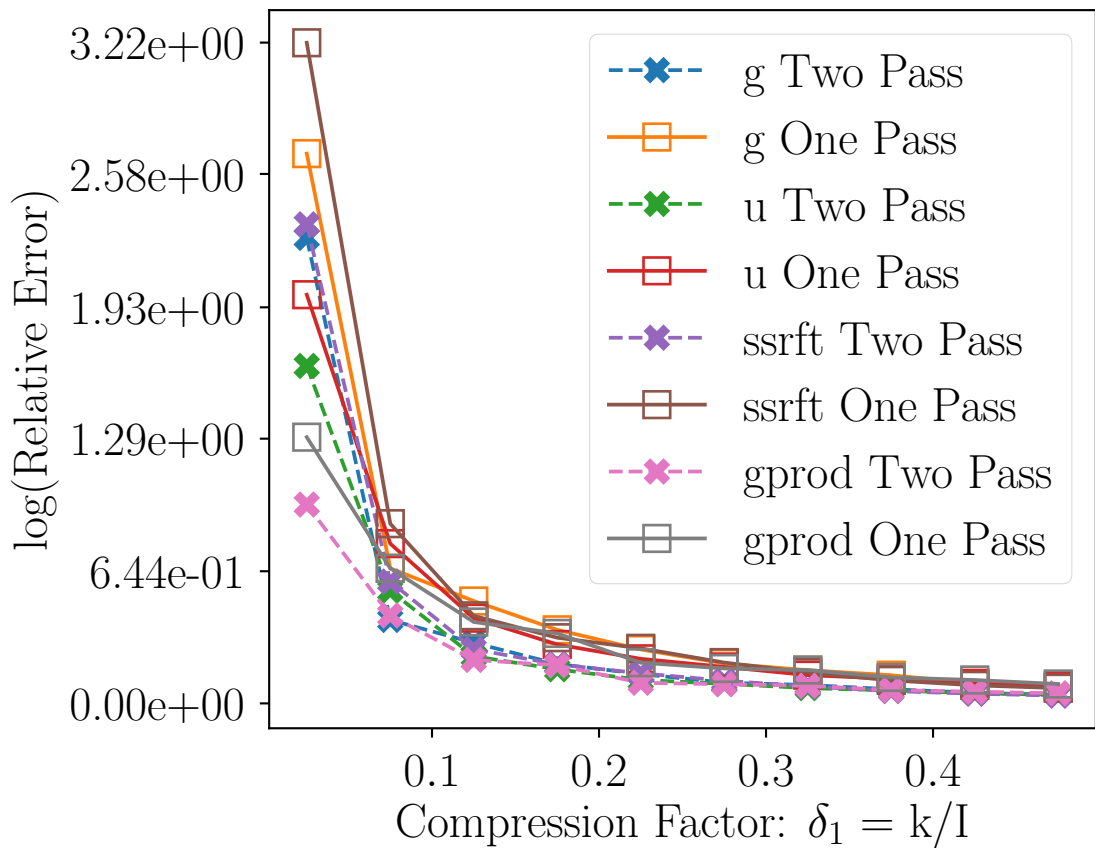 log(Relative Error)
3.22e+00
2.58e+00
1.93e+00
1.29e+00
6.44e-01
0.00e+00
g Two Pass
g One Pass
u Two Pass
u One Pass
ssrft Two Pass
ssrft One Pass
gprod Two Pass
gprod One Pass
0.1 0.2 0.3 0.4
Compression Factor: δ₁ = k/I